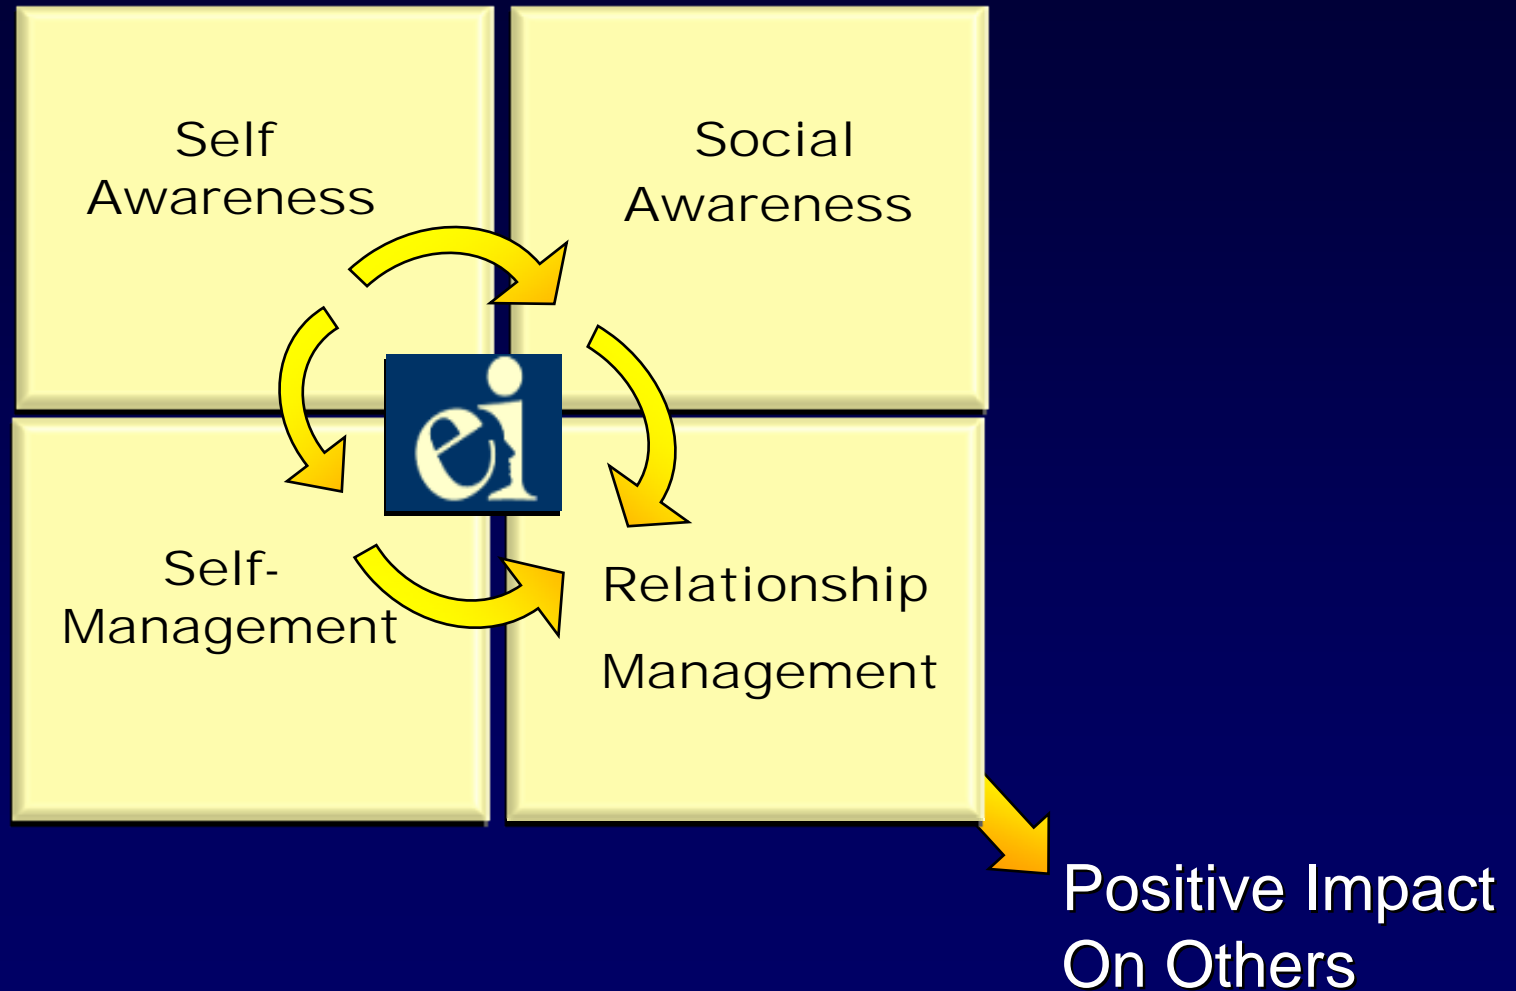 Self
Awareness
Social
Awareness
ei
Self-
Management
Relationship
Management
Positive Impact
On Others